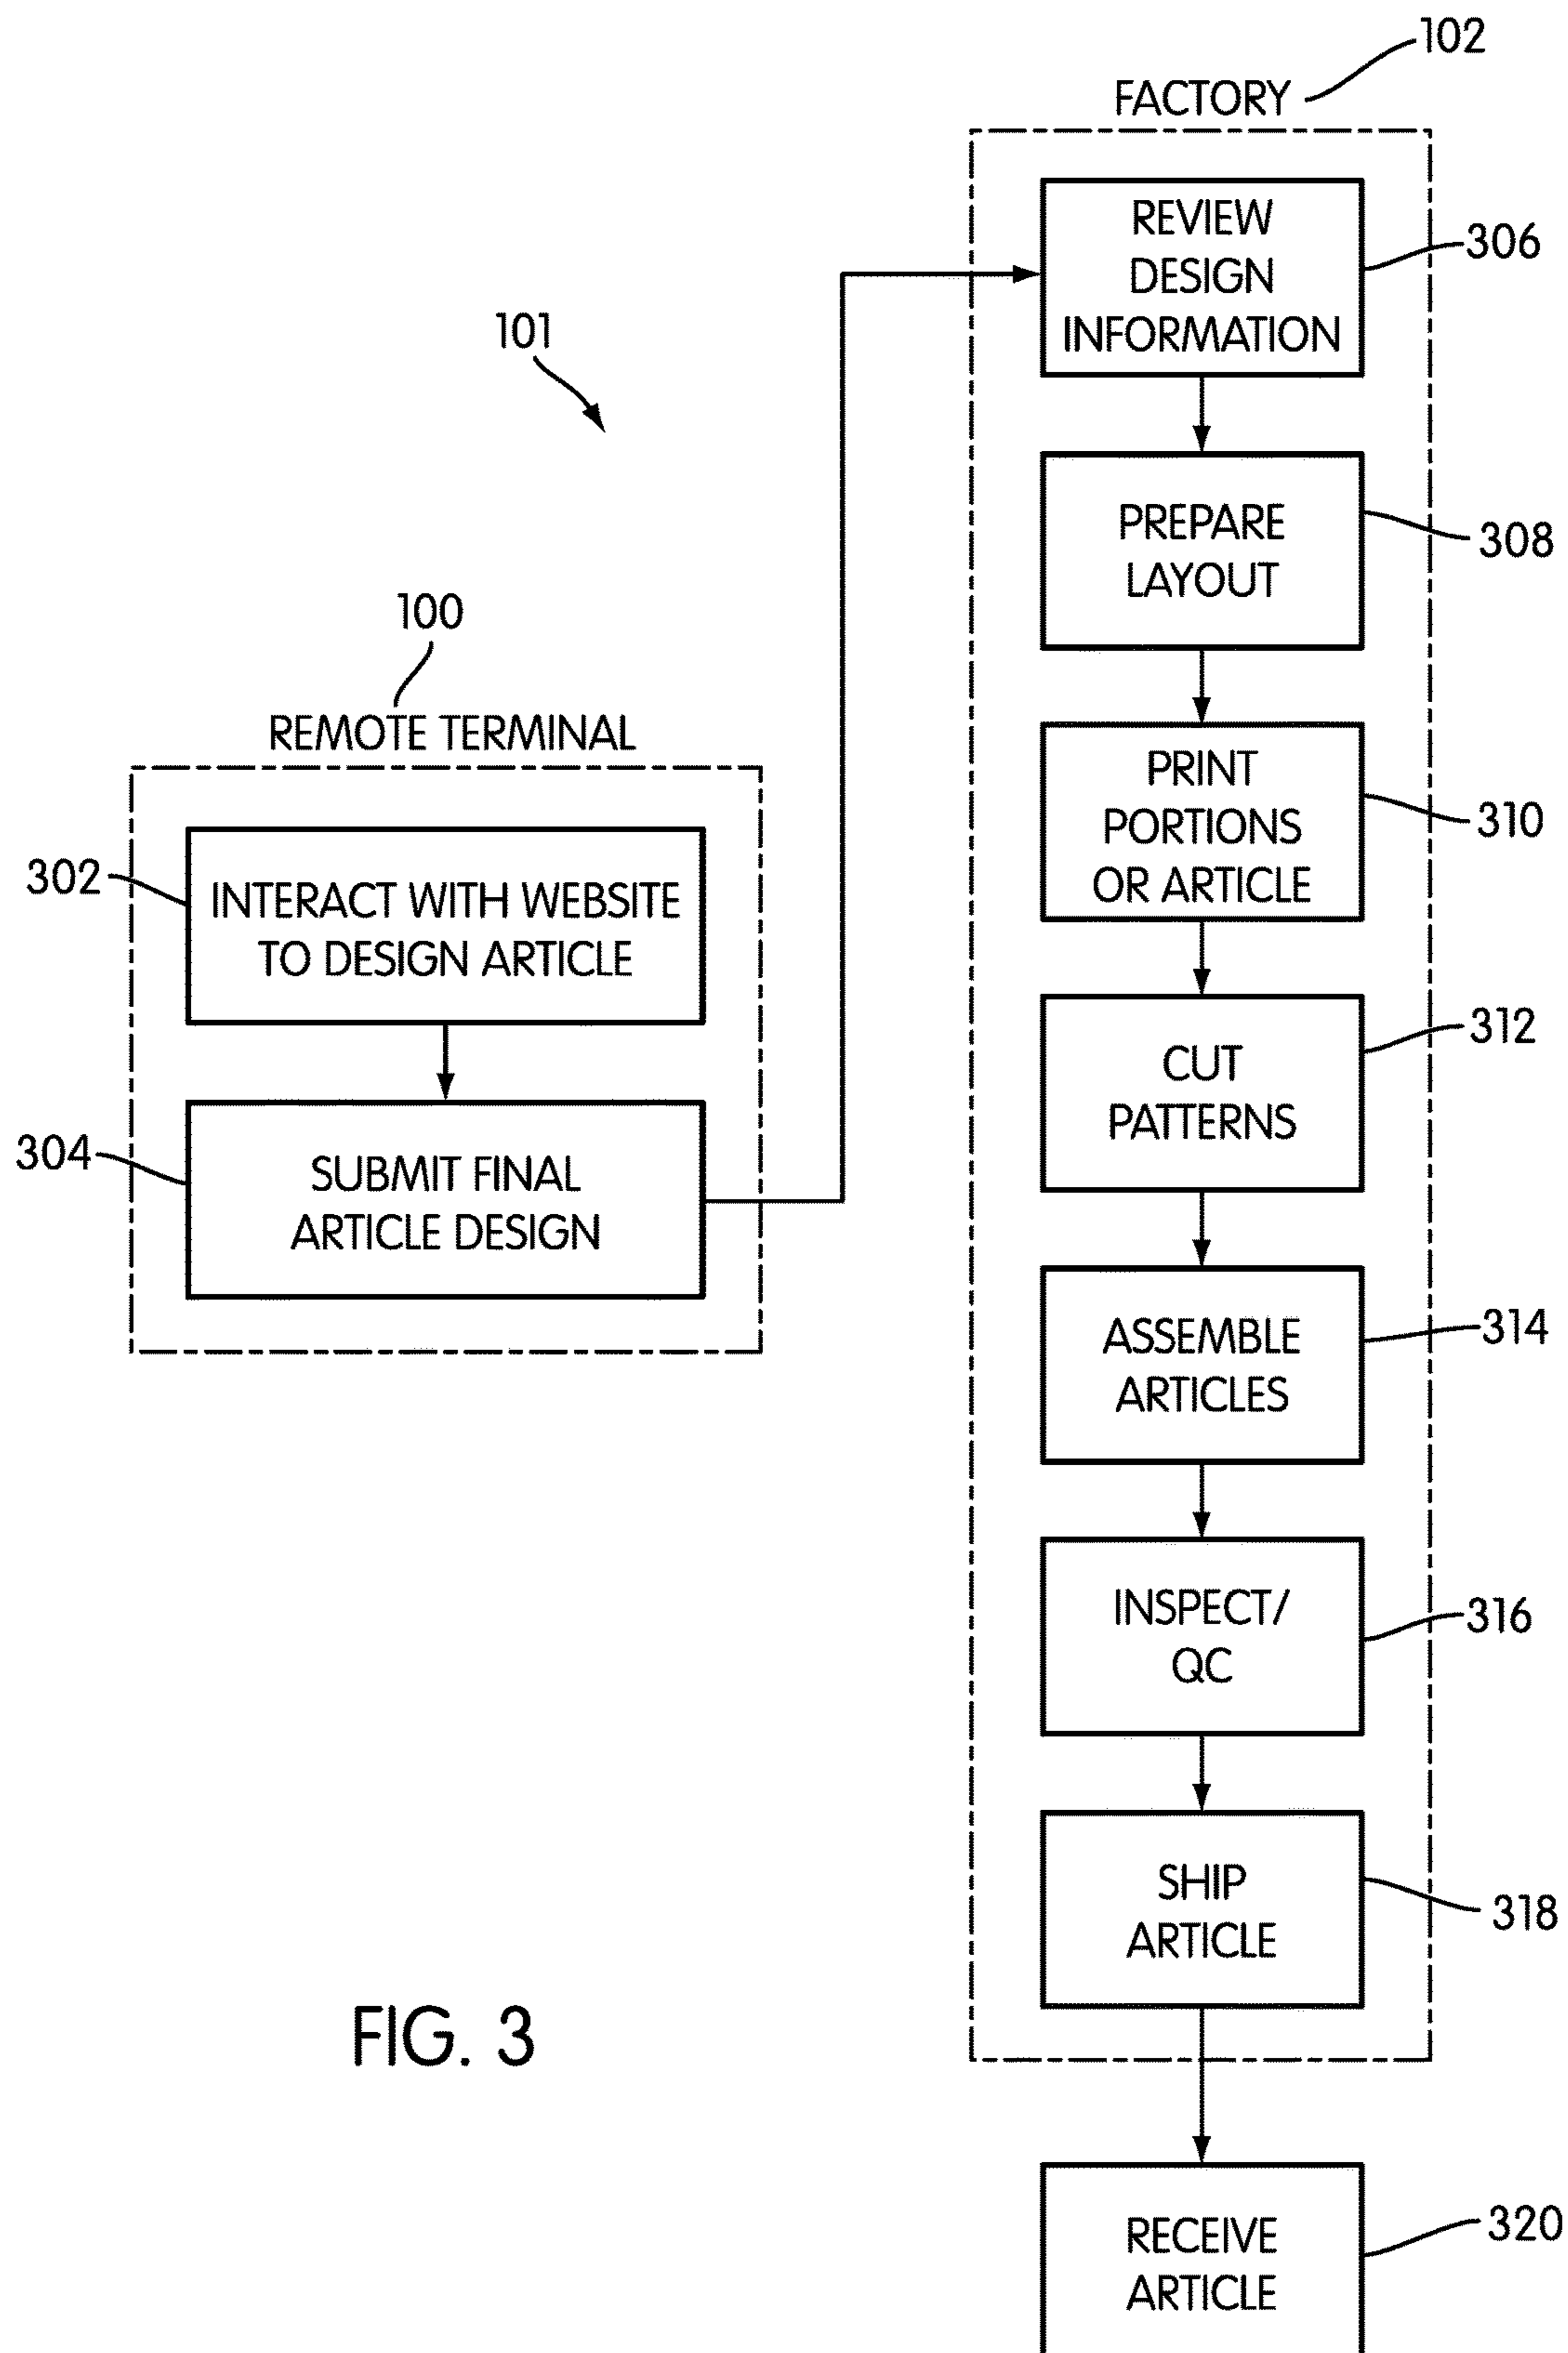 102
FACTORY
REVIEW
DESIGN
INFORMATION
306
101
PREPARE
LAYOUT
308
100
REMOTE TERMINAL
PRINT
PORTIONS
OR ARTICLE
310
302
INTERACT WITH WEBSITE
TO DESIGN ARTICLE
CUT
PATTERNS
312
304
SUBMIT FINAL
ARTICLE DESIGN
ASSEMBLE
ARTICLES
314
INSPECT/
QC
316
SHIP
ARTICLE
318
FIG. 3
RECEIVE
ARTICLE
320